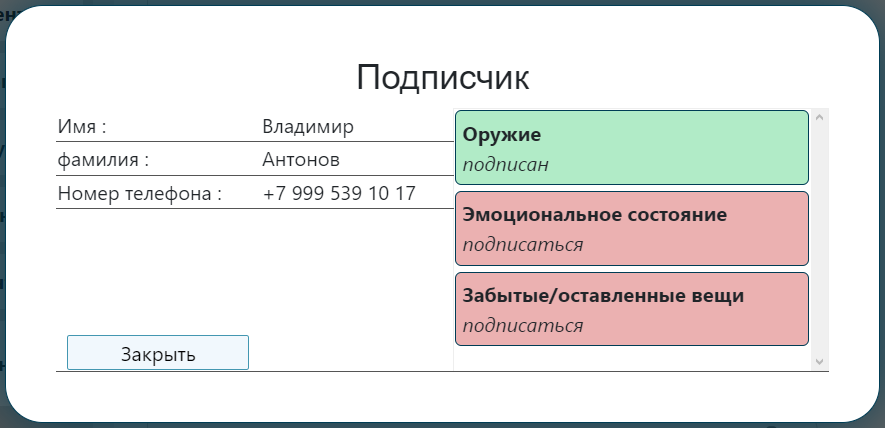 Подписчик
Имя : Владимир
фамилия : Антонов
Номер телефона : +7 999 539 10 17
Оружие
подписан
Эмоциональное состояние
подписаться
Забытые/оставленные вещи
подписаться
Закрыть